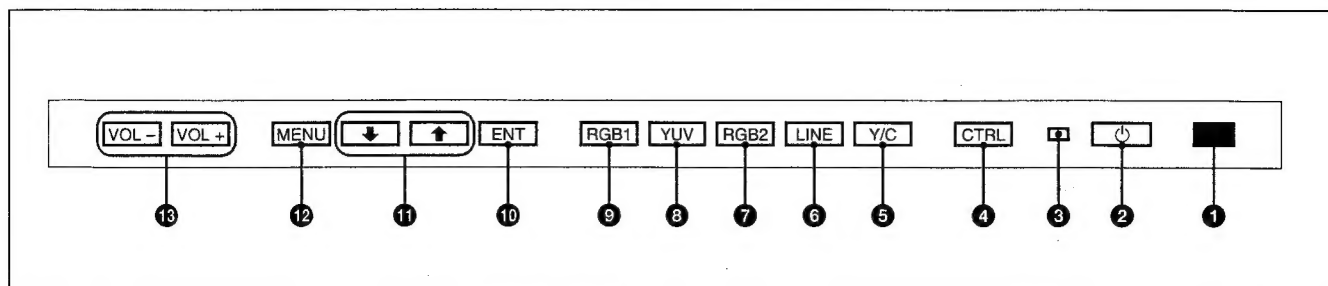 VOL – VOL + MENU ENT RGB1 YUV RGB2 LINE Y/C CTRL
13 12 11 10 9 8 7 6 5 4 3 2 1